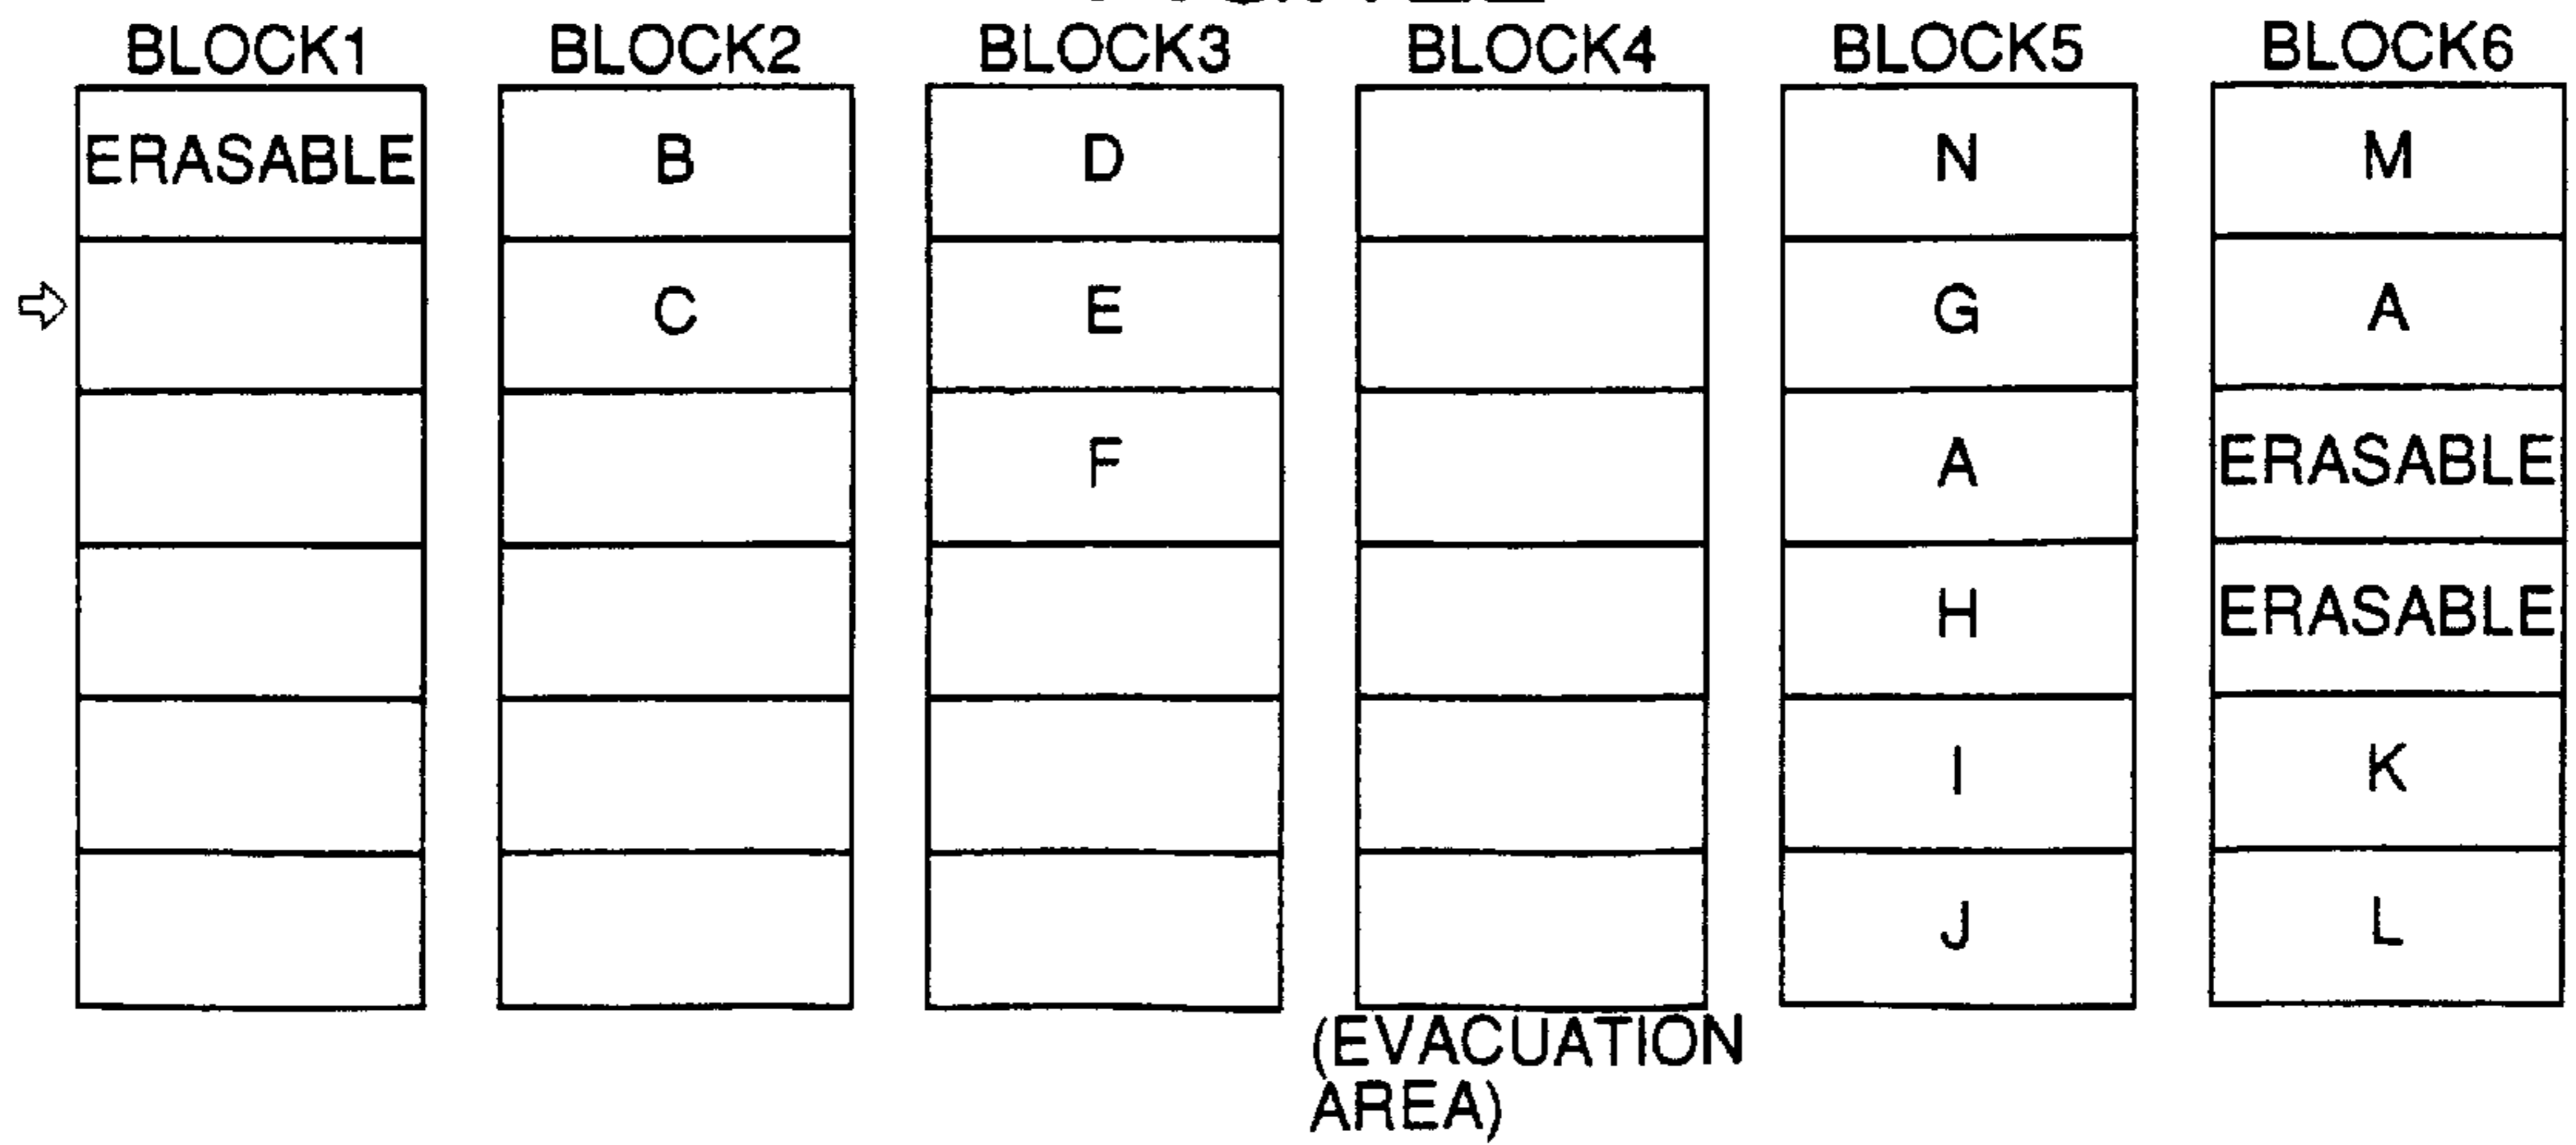 BLOCK1 BLOCK2 BLOCK3 BLOCK4 BLOCK5 BLOCK6
ERASABLE B D N M
C E G A
F A ERASABLE
H ERASABLE
I K
J L
(EVACUATION
AREA)